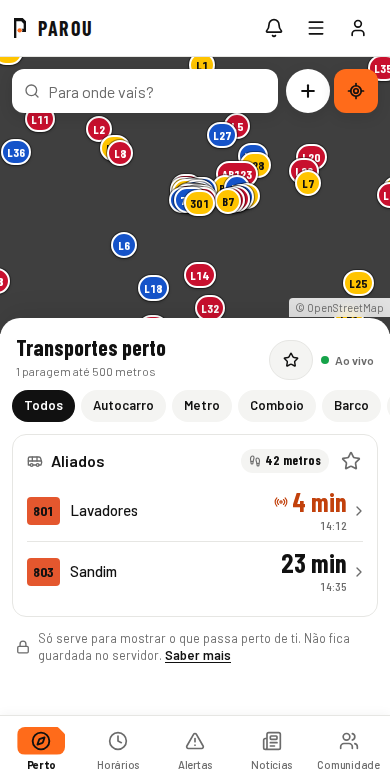 PAROU
L1
L35
Para onde vais?
L11
L2
L8
L5
L27
L36
L20
L7
301
B7
L6
L14
L18
L25
L32
© OpenStreetMap
Transportes perto
1 paragem até 500 metros
Ao vivo
Todos
Autocarro
Metro
Comboio
Barco
Aliados
42 metros
801
Lavadores
4 min
14:12
803
Sandim
23 min
14:35
Só serve para mostrar o que passa perto de ti. Não fica
guardada no servidor. Saber mais
Perto
Horários
Alertas
Notícias
Comunidade